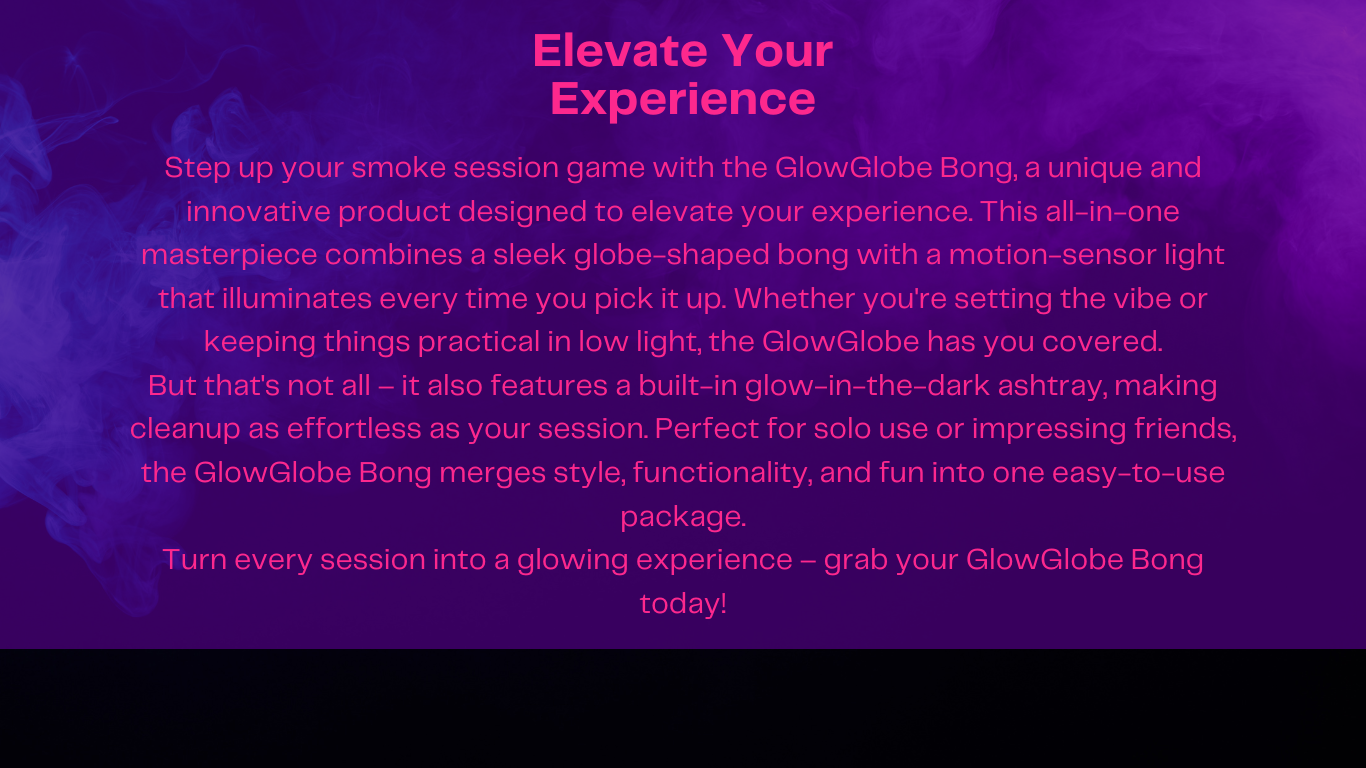 Elevate Your
Experience
Step up your smoke session game with the GlowGlobe Bong, a unique and
innovative product designed to elevate your experience. This all-in-one
masterpiece combines a sleek globe-shaped bong with a motion-sensor light
that illuminates every time you pick it up. Whether you're setting the vibe or
keeping things practical in low light, the GlowGlobe has you covered.
But that's not all – it also features a built-in glow-in-the-dark ashtray, making
cleanup as effortless as your session. Perfect for solo use or impressing friends,
the GlowGlobe Bong merges style, functionality, and fun into one easy-to-use
package.
Turn every session into a glowing experience – grab your GlowGlobe Bong
today!